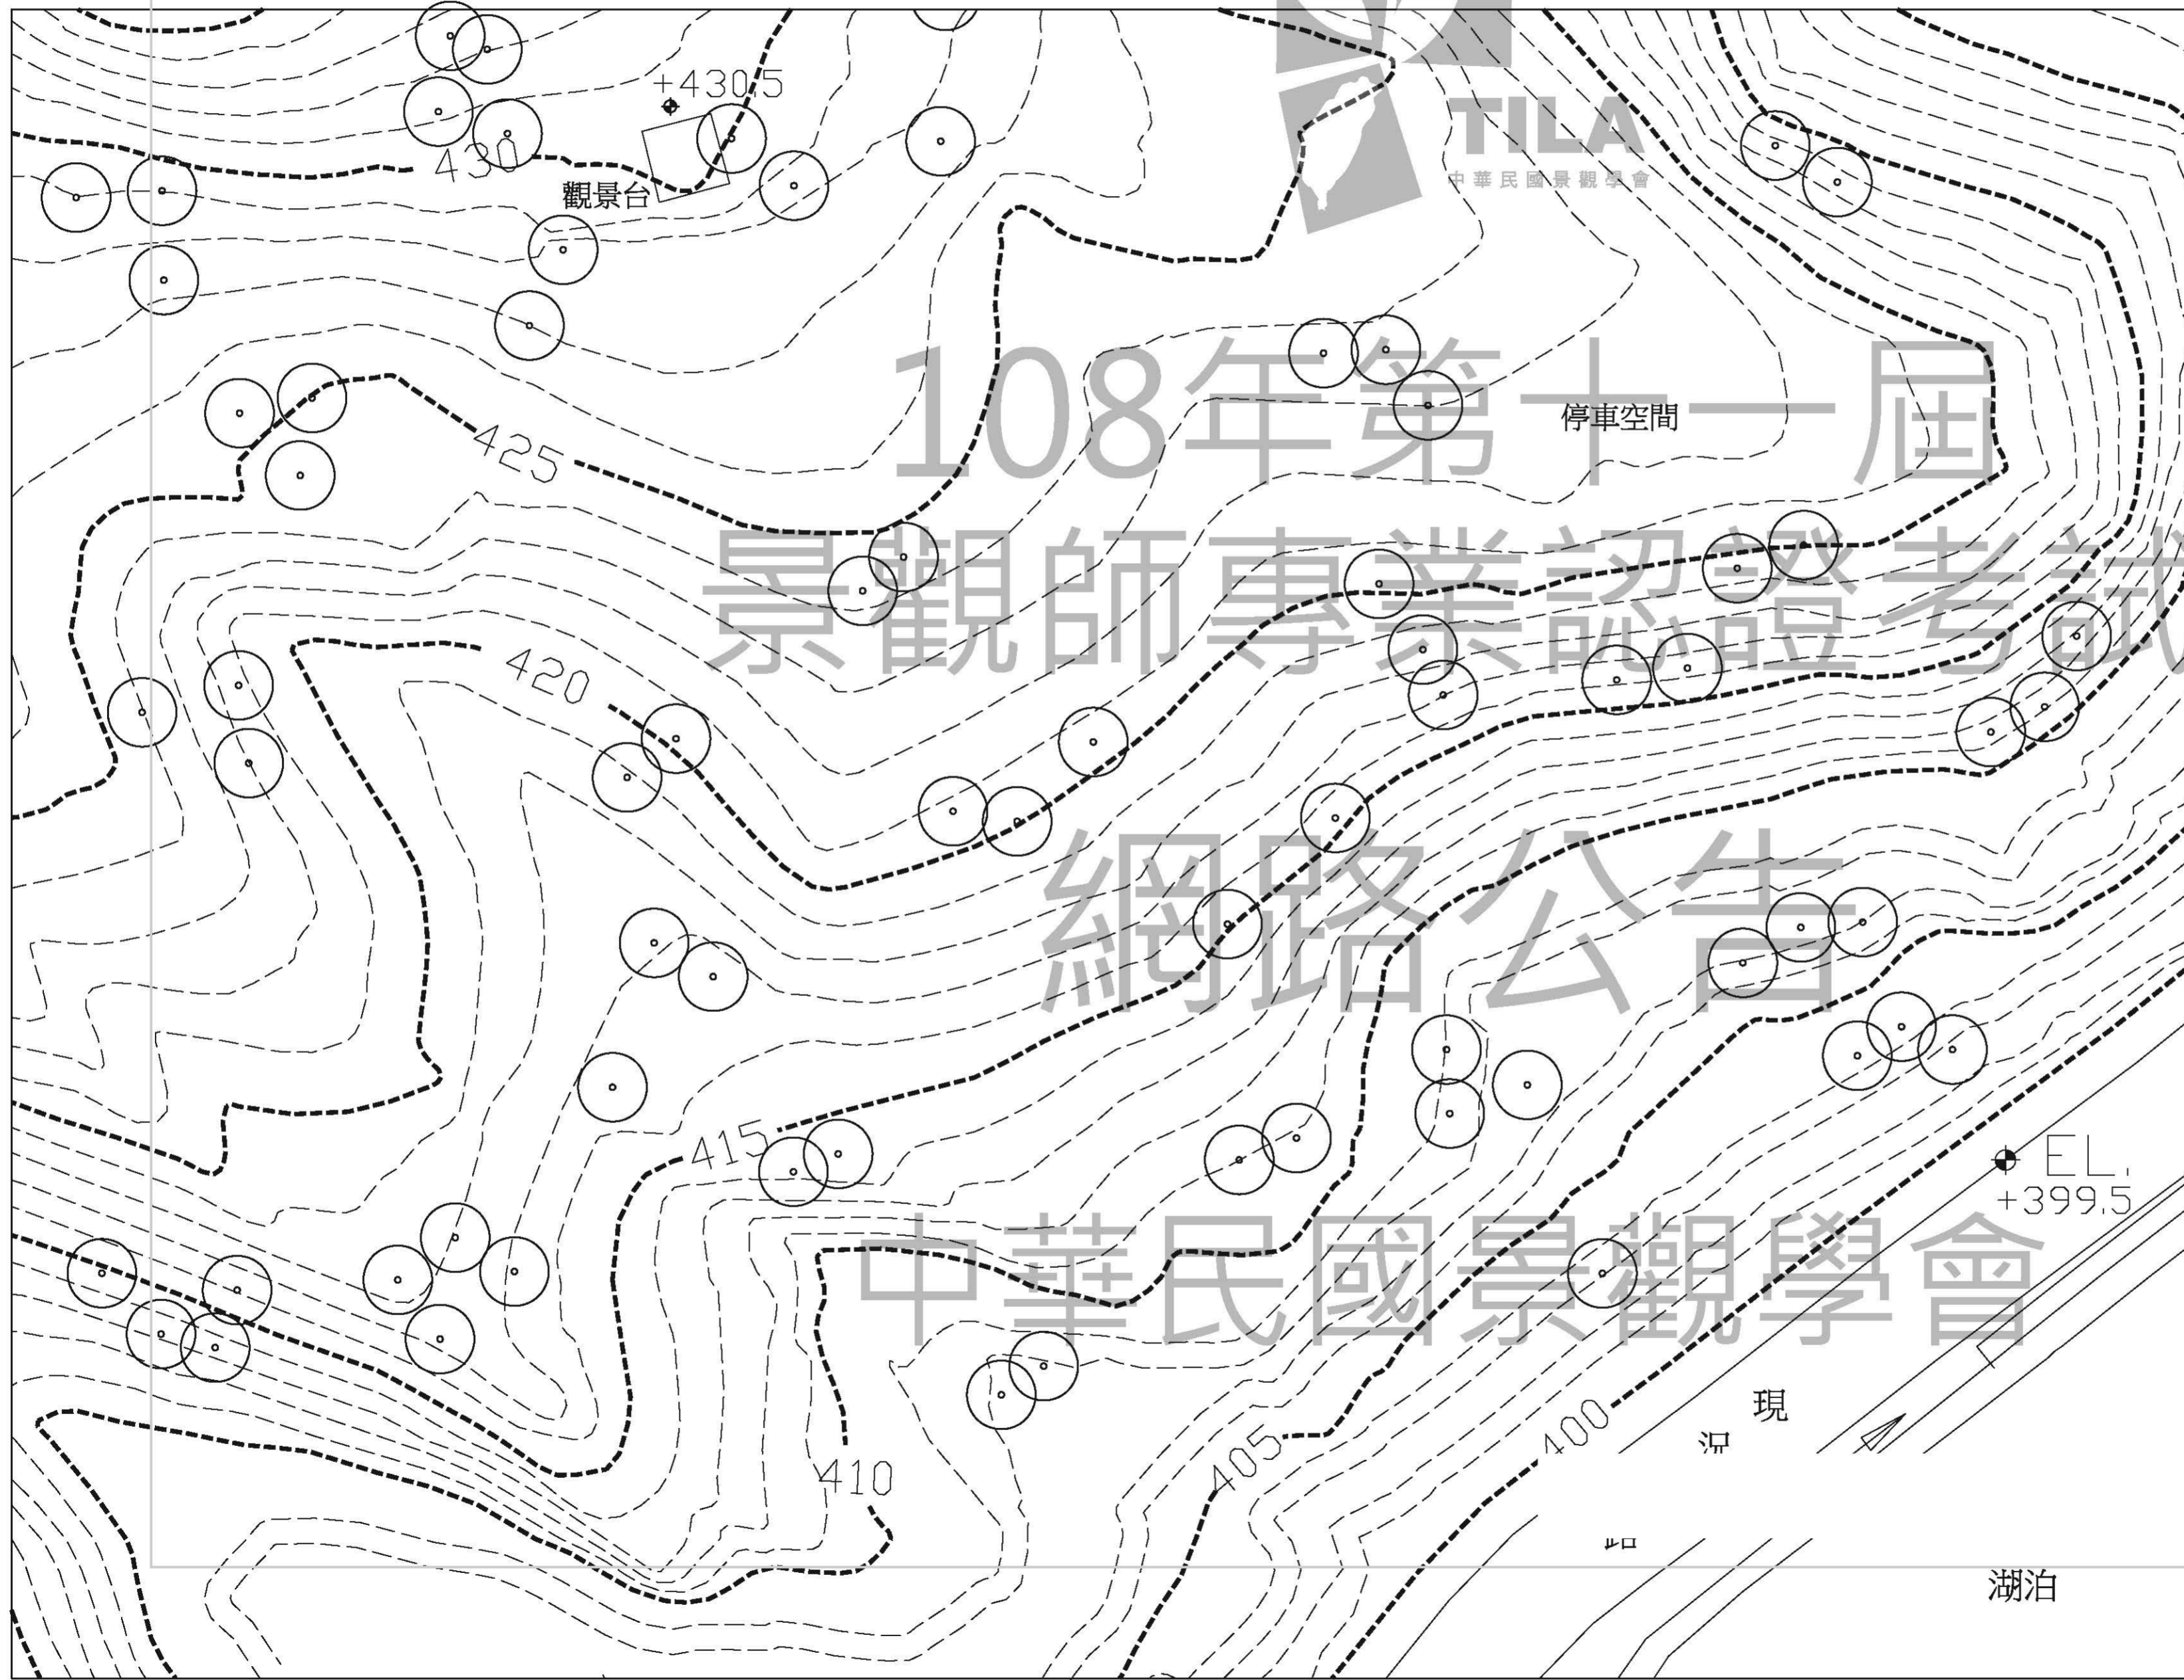 +430.5
TILA
中華民國景觀學會
430
觀景台
108年第十一屆
停車空間
425
景觀師專業認證考試
420
網路公告
415
EL.
+399.5
中華民國景觀學會
現
況
400
405
410
路
湖泊